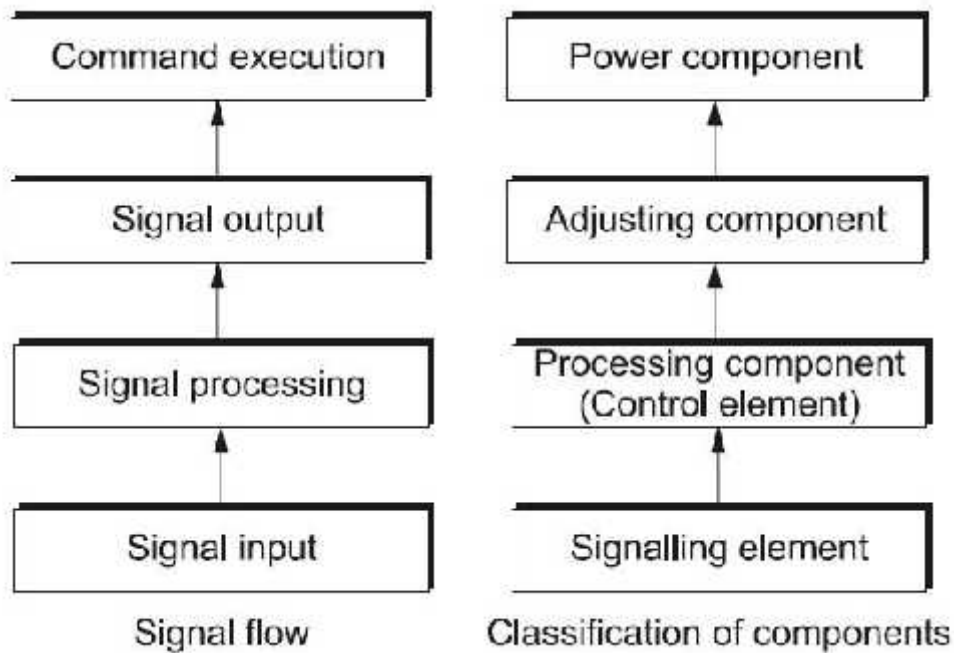 Command execution
Signal output
Signal processing
Signal input
Signal flow
Power component
Adjusting component
Processing component
(Control element)
Signalling element
Classification of components